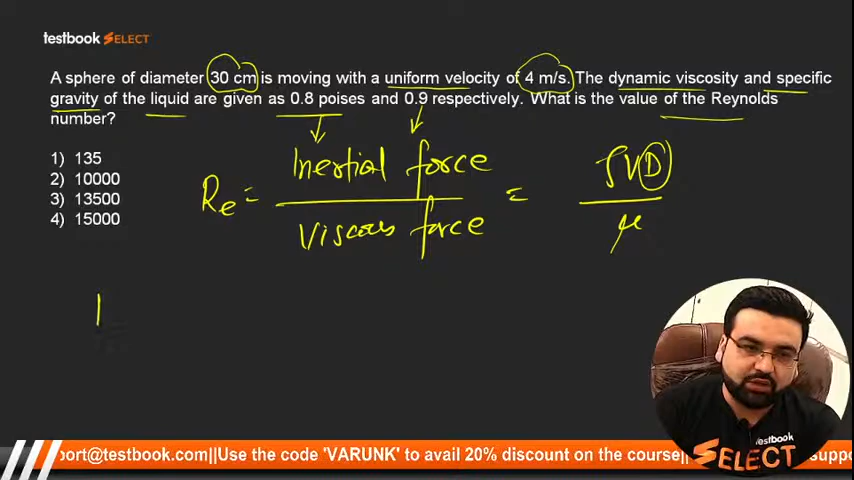 testbook SELECT
A sphere of diameter 30 cm is moving with a uniform velocity of 4 m/s. The dynamic viscosity and specific
gravity of the liquid are given as 0.8 poises and 0.9 respectively. What is the value of the Reynolds
number?
1) 135
2) 10000
3) 13500
4) 15000
Re = Inertial force / Viscous force = ρVD / μ
testbook
SELECT
port@testbook.com||Use the code 'VARUNK' to avail 20% discount on the course||
suppo